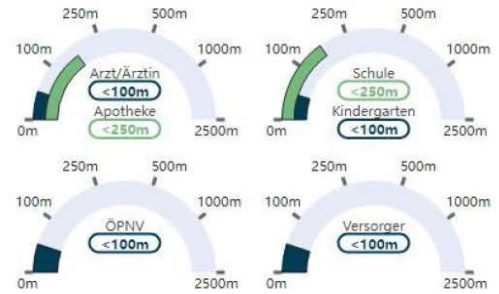 250m 500m
100m 1000m
Arzt/Ärztin
<100m
Apotheke
<250m
0m 2500m
250m 500m
100m 1000m
Schule
<250m
Kindergarten
<100m
0m 2500m
250m 500m
100m 1000m
ÖPNV
<100m
0m 2500m
250m 500m
100m 1000m
Versorger
<100m
0m 2500m